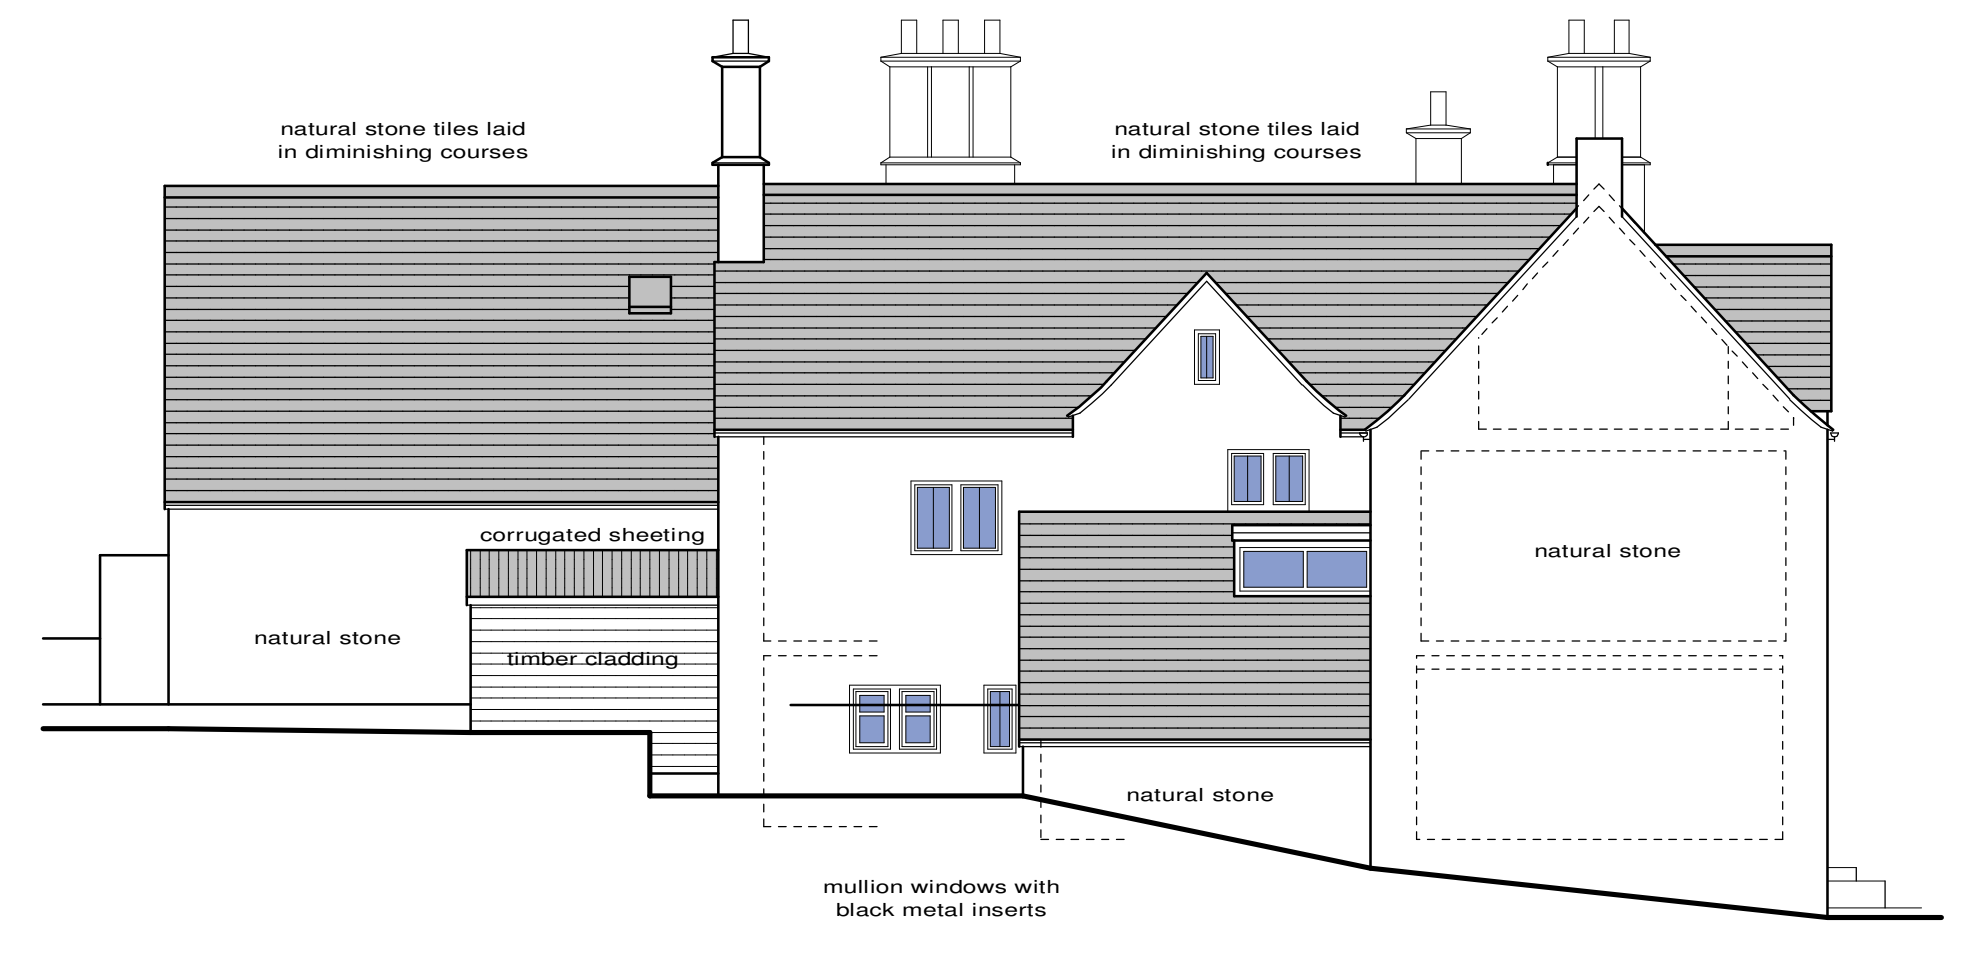 natural stone tiles laid
in diminishing courses
natural stone tiles laid
in diminishing courses
corrugated sheeting
natural stone
natural stone
timber cladding
natural stone
mullion windows with
black metal inserts